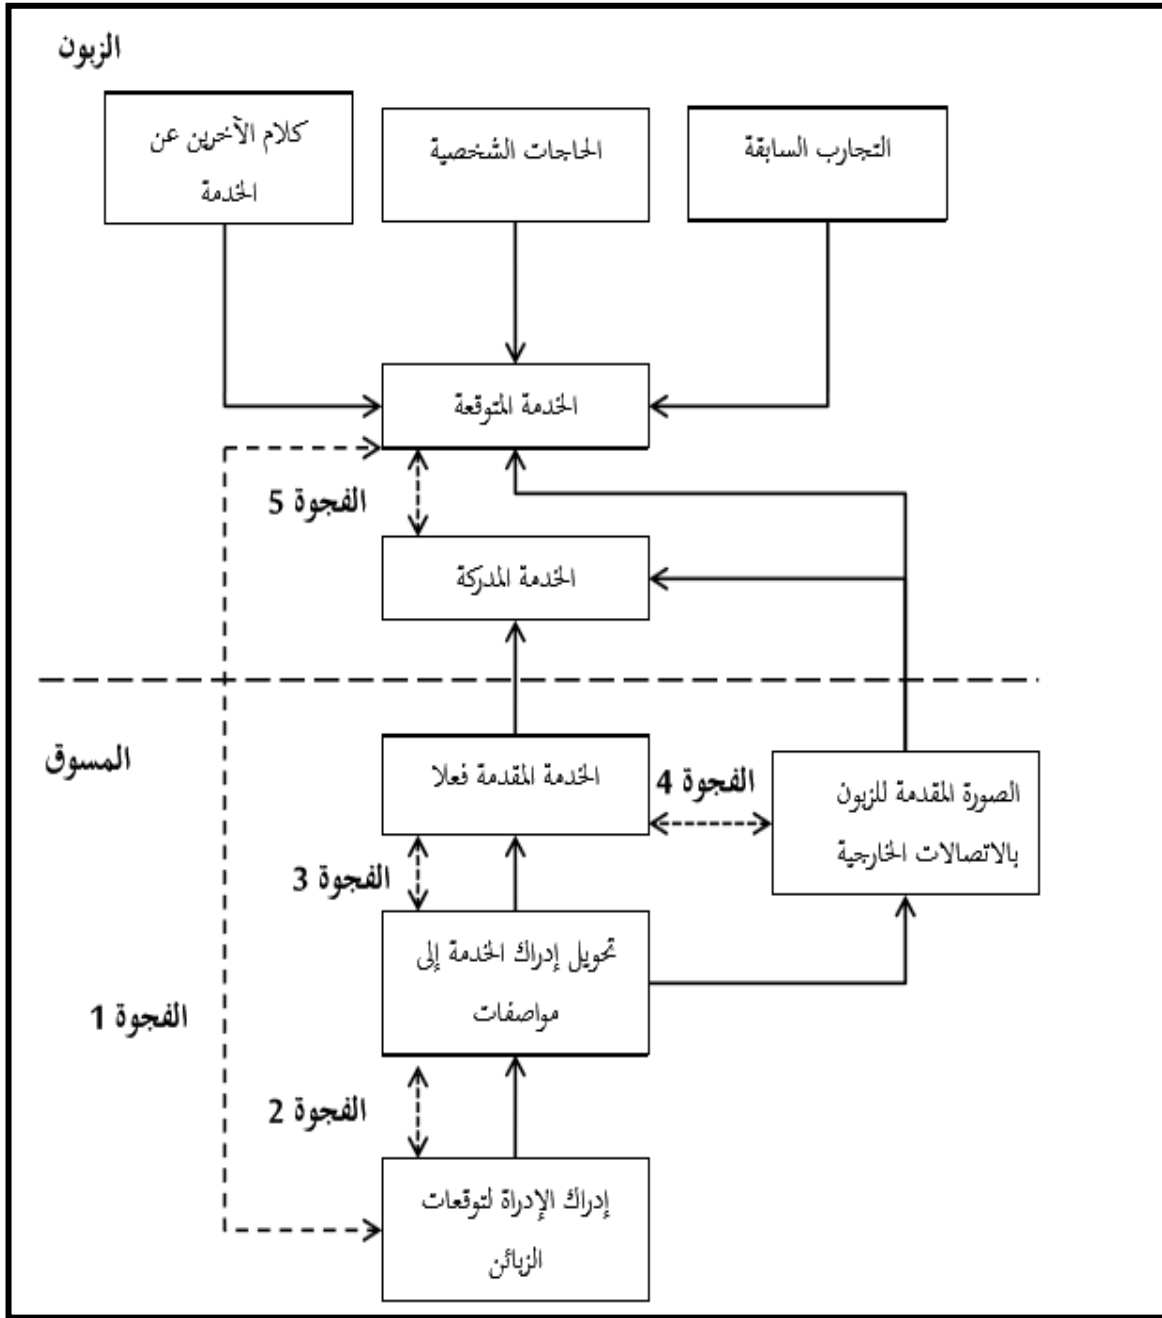 الزبون
التجارب السابقة
الحاجات الشخصية
كلام الآخرين عن
الخدمة
الخدمة المتوقعة
الفجوة 5
الخدمة المدركة
المسوق
الخدمة المقدمة فعلا
الفجوة 4
الصورة المقدمة للزبون
بالاتصالات الخارجية
الفجوة 3
تحويل إدراك الخدمة إلى
مواصفات
الفجوة 1
الفجوة 2
إدراك الإدراة لتوقعات
الزبائن